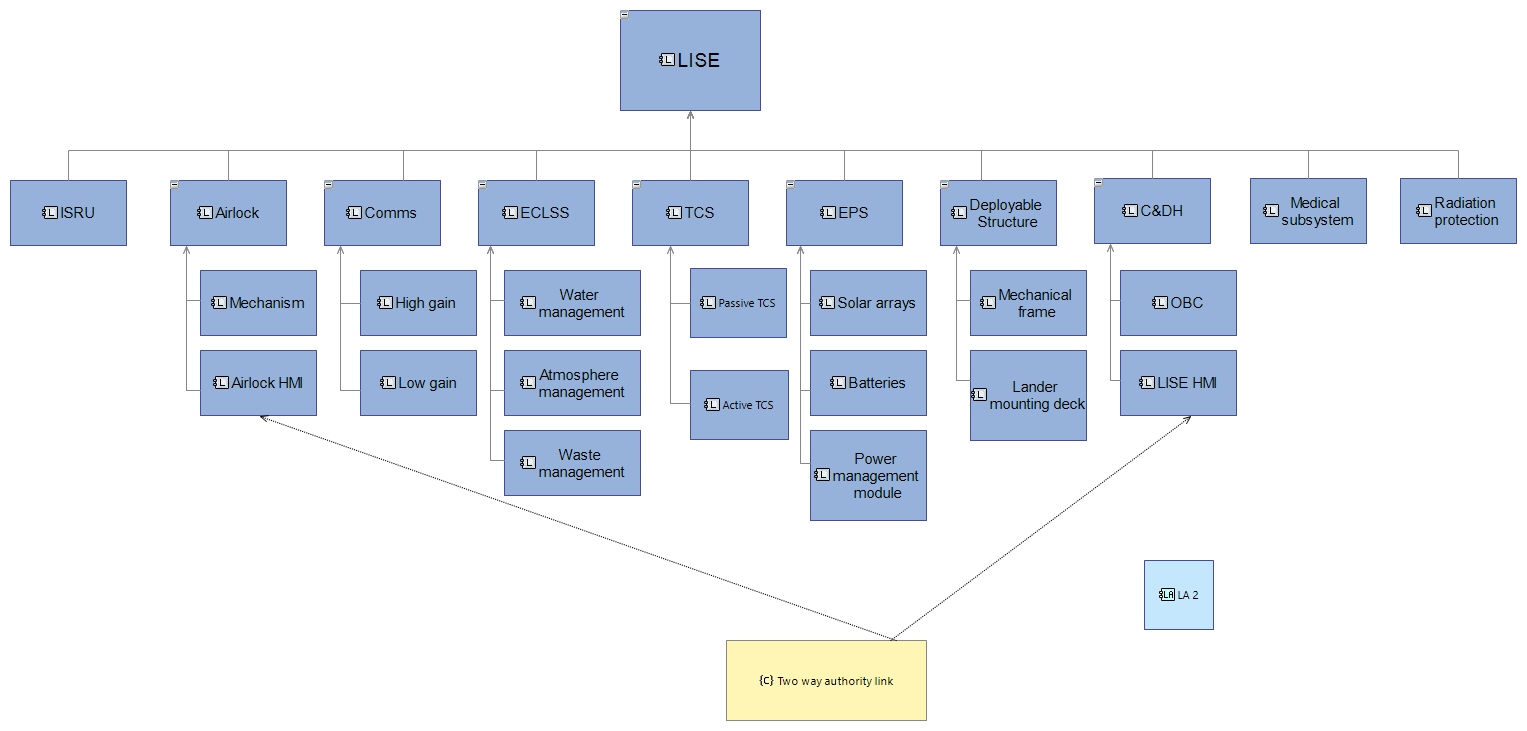 LISE
ISRU
Airlock
Comms
ECLSS
TCS
EPS
Deployable
Structure
C&DH
Medical
subsystem
Radiation
protection
Mechanism
Airlock HMI
High gain
Low gain
Water
management
Atmosphere
management
Waste
management
Passive TCS
Active TCS
Solar arrays
Batteries
Power
management
module
Mechanical
frame
Lander
mounting deck
OBC
LISE HMI
LA LA 2
{C} Two way authority link